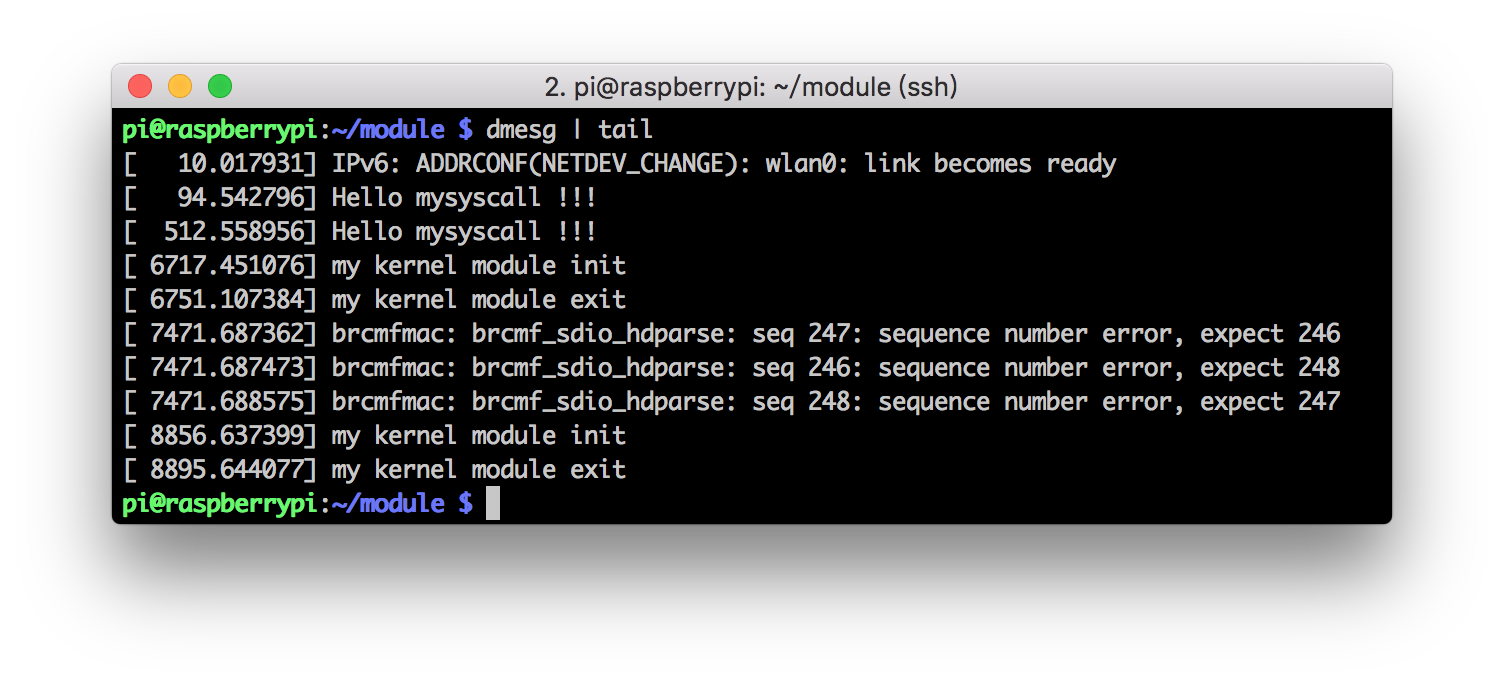 2. pi@raspberrypi: ~/module (ssh)
pi@raspberrypi:~/module $ dmesg | tail
[   10.017931] IPv6: ADDRCONF(NETDEV_CHANGE): wlan0: link becomes ready
[   94.542796] Hello mysyscall !!!
[  512.558956] Hello mysyscall !!!
[ 6717.451076] my kernel module init
[ 6751.107384] my kernel module exit
[ 7471.687362] brcmfmac: brcmf_sdio_hdparse: seq 247: sequence number error, expect 246
[ 7471.687473] brcmfmac: brcmf_sdio_hdparse: seq 246: sequence number error, expect 248
[ 7471.688575] brcmfmac: brcmf_sdio_hdparse: seq 248: sequence number error, expect 247
[ 8856.637399] my kernel module init
[ 8895.644077] my kernel module exit
pi@raspberrypi:~/module $